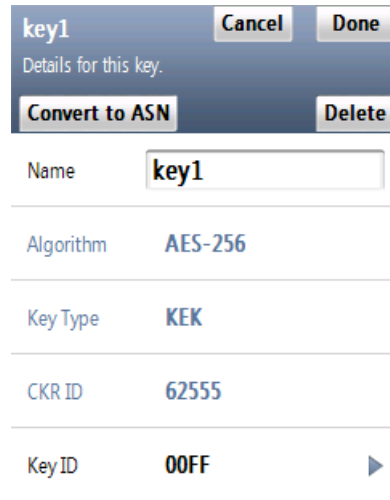 key1 Cancel Done
Details for this key.
Convert to ASN Delete
Name key1
Algorithm AES-256
Key Type KEK
CKR ID 62555
Key ID 00FF